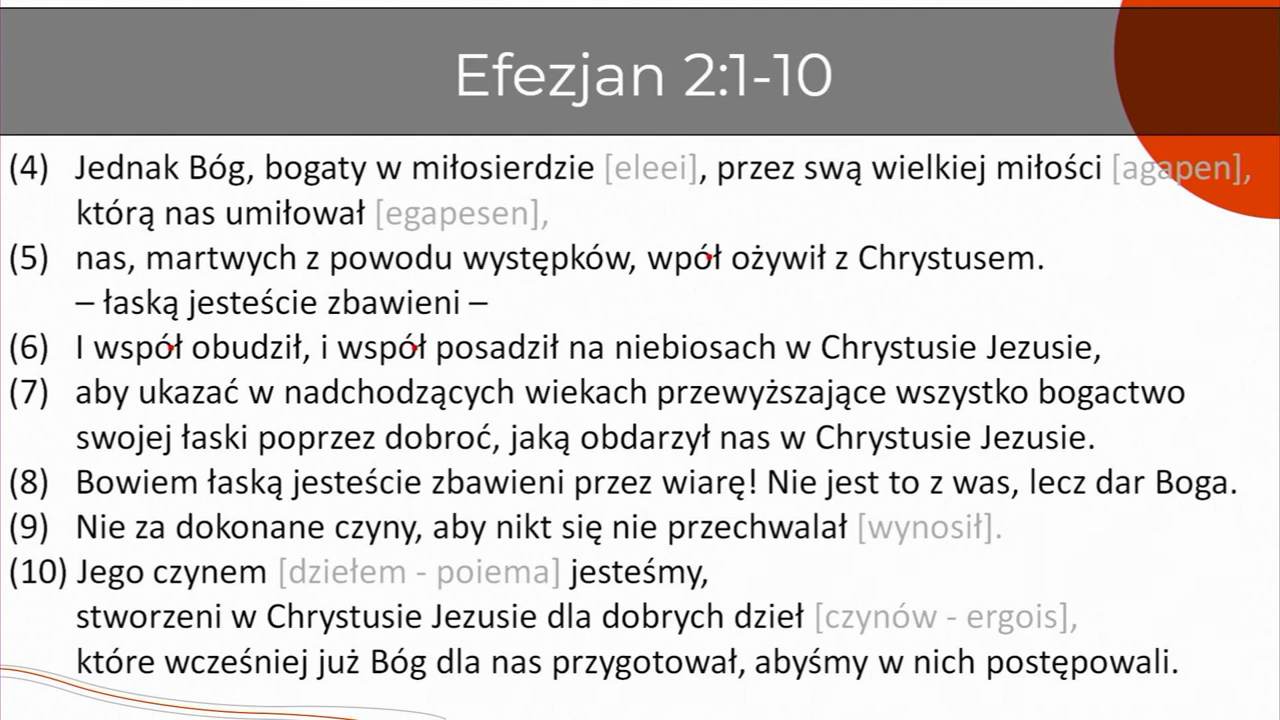 Efezjan 2:1-10
(4) Jednak Bóg, bogaty w miłosierdzie [eleei], przez swą wielkiej miłości [agapen],
którą nas umiłował [egapesen],
(5) nas, martwych z powodu występków, wpół ożywił z Chrystusem.
– łaską jesteście zbawieni –
(6) I współ obudził, i współ posadził na niebiosach w Chrystusie Jezusie,
(7) aby ukazać w nadchodzących wiekach przewyższające wszystko bogactwo
swojej łaski poprzez dobroć, jaką obdarzył nas w Chrystusie Jezusie.
(8) Bowiem łaską jesteście zbawieni przez wiarę! Nie jest to z was, lecz dar Boga.
(9) Nie za dokonane czyny, aby nikt się nie przechwalał [wynosił].
(10) Jego czynem [dziełem - poiema] jesteśmy,
stworzeni w Chrystusie Jezusie dla dobrych dzieł [czynów - ergois],
które wcześniej już Bóg dla nas przygotował, abyśmy w nich postępowali.